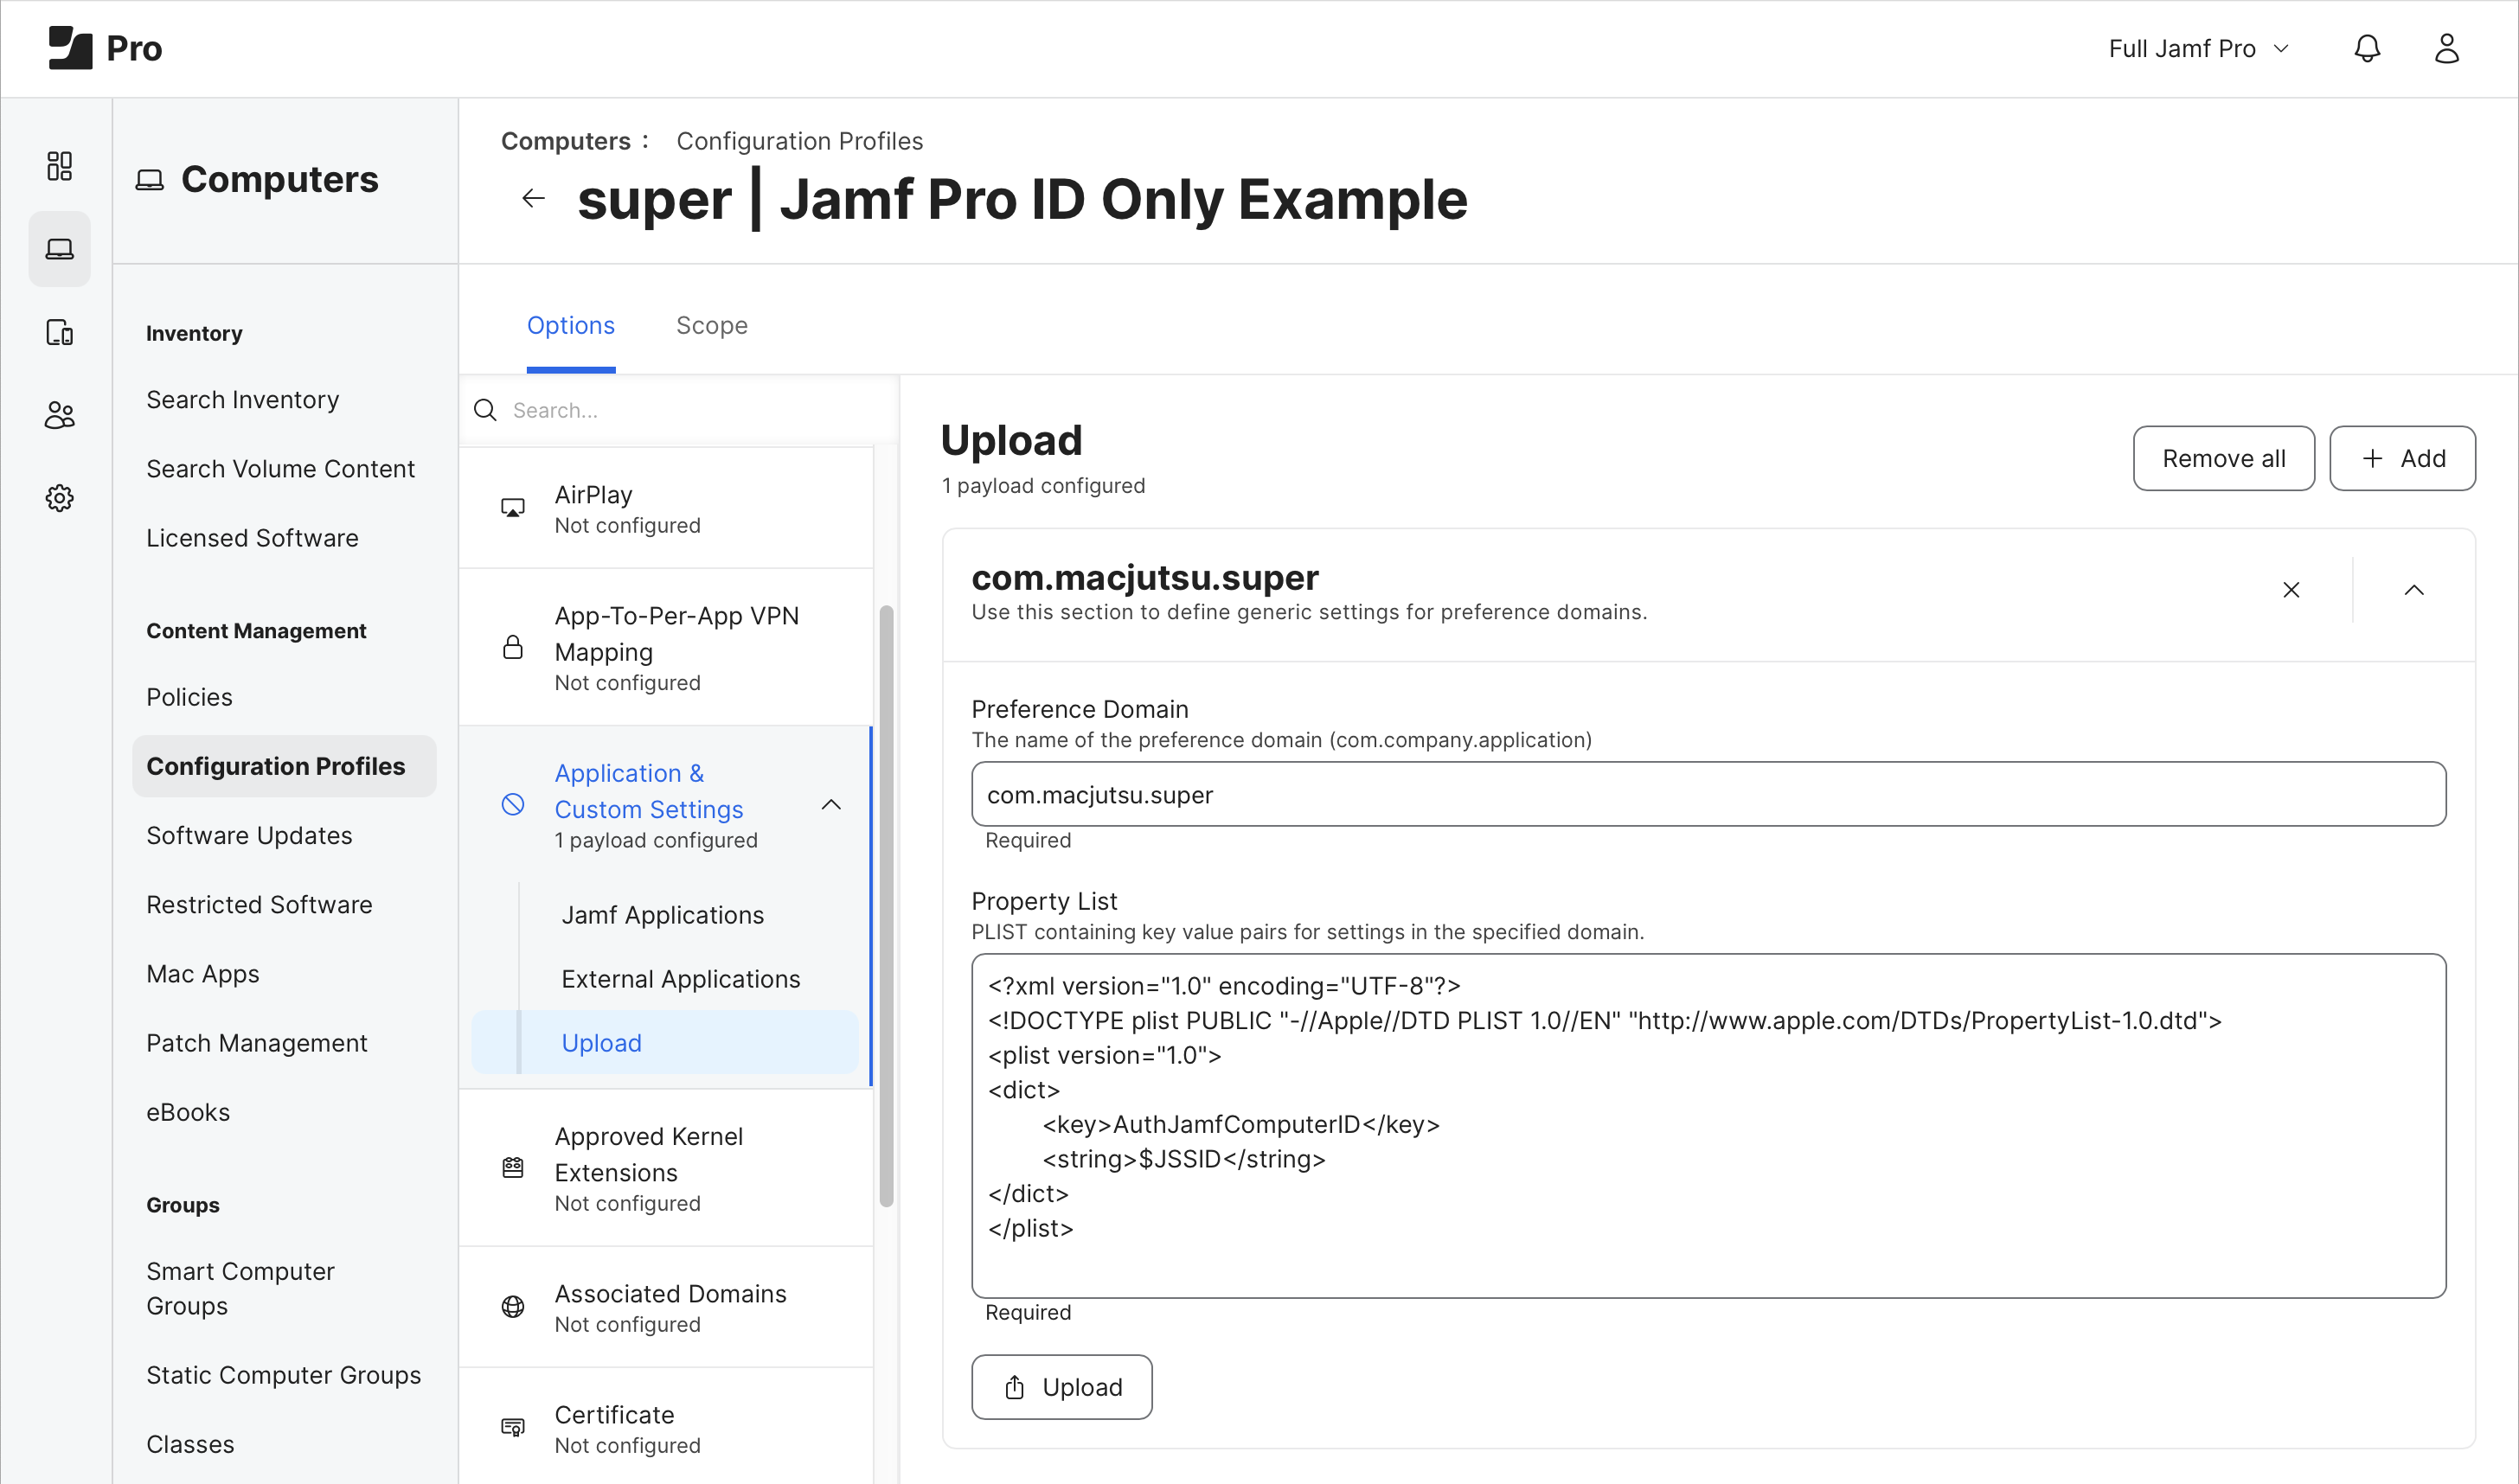 Pro
Full Jamf Pro
Computers
Inventory
Search Inventory
Search Volume Content
Licensed Software
Content Management
Policies
Configuration Profiles
Software Updates
Restricted Software
Mac Apps
Patch Management
eBooks
Groups
Smart Computer
Groups
Static Computer Groups
Classes
Computers : Configuration Profiles
super | Jamf Pro ID Only Example
Options Scope
Search...
AirPlay
Not configured
App-To-Per-App VPN
Mapping
Not configured
Application &
Custom Settings
1 payload configured
Jamf Applications
External Applications
Upload
Approved Kernel
Extensions
Not configured
Associated Domains
Not configured
Certificate
Not configured
Upload
1 payload configured
Remove all
+ Add
com.macjutsu.super
Use this section to define generic settings for preference domains.
Preference Domain
The name of the preference domain (com.company.application)
com.macjutsu.super
Required
Property List
PLIST containing key value pairs for settings in the specified domain.
<?xml version="1.0" encoding="UTF-8"?>
<!DOCTYPE plist PUBLIC "-//Apple//DTD PLIST 1.0//EN" "http://www.apple.com/DTDs/PropertyList-1.0.dtd">
<plist version="1.0">
<dict>
<key>AuthJamfComputerID</key>
<string>$JSSID</string>
</dict>
</plist>
Required
Upload